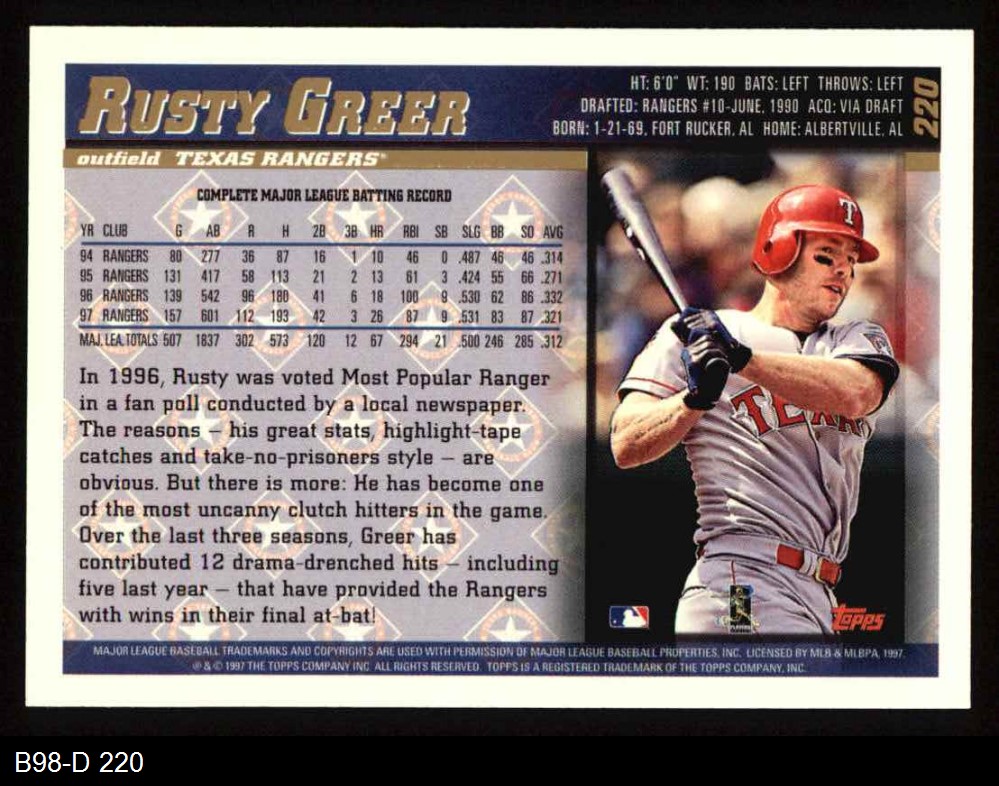 RUSTY GREER
HT: 6'0" WT: 190 BATS: LEFT THROWS: LEFT
DRAFTED: RANGERS #10-JUNE, 1990 ACQ: VIA DRAFT
BORN: 1-21-69, FORT RUCKER, AL HOME: ALBERTVILLE, AL
220
outfield TEXAS RANGERS
COMPLETE MAJOR LEAGUE BATTING RECORD
YR CLUB G AB R H 2B 3B HR RBI SB SLG BB SO AVG
94 RANGERS 80 277 36 87 16 1 10 46 0 .487 46 46 .314
95 RANGERS 131 417 58 113 21 2 13 61 3 .424 55 66 .271
96 RANGERS 139 542 96 180 41 6 18 100 9 .530 62 86 .332
97 RANGERS 157 601 112 193 42 3 26 87 9 .531 83 87 .321
MAJ. LEA. TOTALS 507 1837 302 573 120 12 67 294 21 .500 246 285 .312
In 1996, Rusty was voted Most Popular Ranger
in a fan poll conducted by a local newspaper.
The reasons – his great stats, highlight-tape
catches and take-no-prisoners style – are
obvious. But there is more: He has become one
of the most uncanny clutch hitters in the game.
Over the last three seasons, Greer has
contributed 12 drama-drenched hits – including
five last year – that have provided the Rangers
with wins in their final at-bat!
T
TEXA
Topps
MAJOR LEAGUE BASEBALL TRADEMARKS AND COPYRIGHTS ARE USED WITH PERMISSION OF MAJOR LEAGUE BASEBALL PROPERTIES, INC. LICENSED BY MLB & MLBPA, 1997.
® & © 1997 THE TOPPS COMPANY INC. ALL RIGHTS RESERVED. TOPPS IS A REGISTERED TRADEMARK OF THE TOPPS COMPANY, INC.
B98-D 220